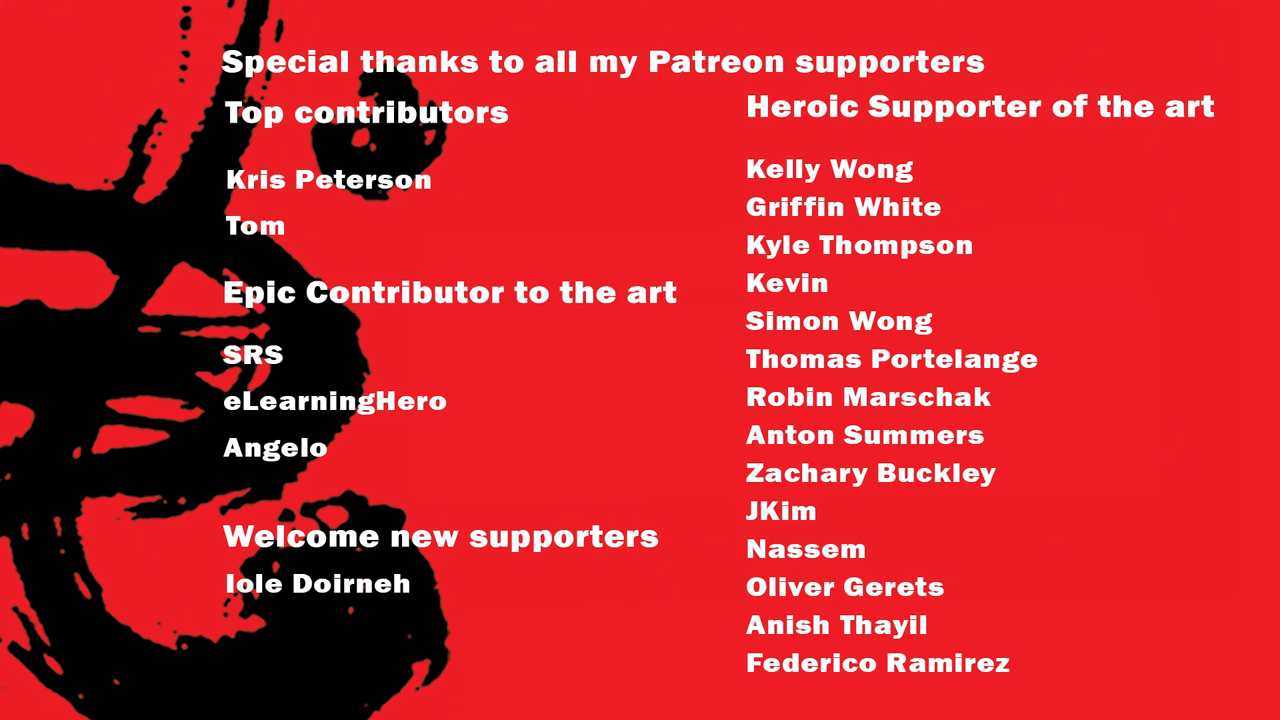 Special thanks to all my Patreon supporters
Top contributors
Kris Peterson
Tom
Epic Contributor to the art
SRS
eLearningHero
Angelo
Welcome new supporters
Iole Doirneh
Heroic Supporter of the art
Kelly Wong
Griffin White
Kyle Thompson
Kevin
Simon Wong
Thomas Portelange
Robin Marschak
Anton Summers
Zachary Buckley
JKim
Nassem
Oliver Gerets
Anish Thayil
Federico Ramirez